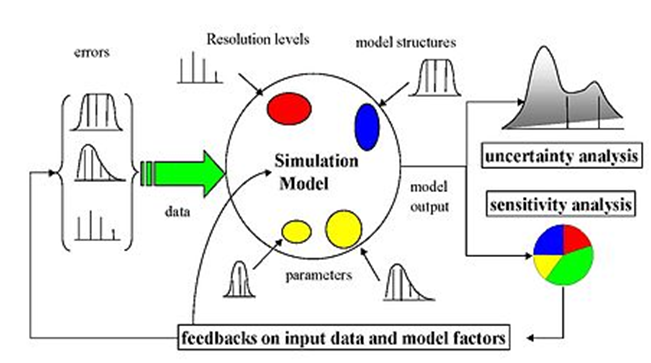 errors
Resolution levels
model structures
Simulation
Model
uncertainty analysis
data
model
output
sensitivity analysis
parameters
feedbacks on input data and model factors